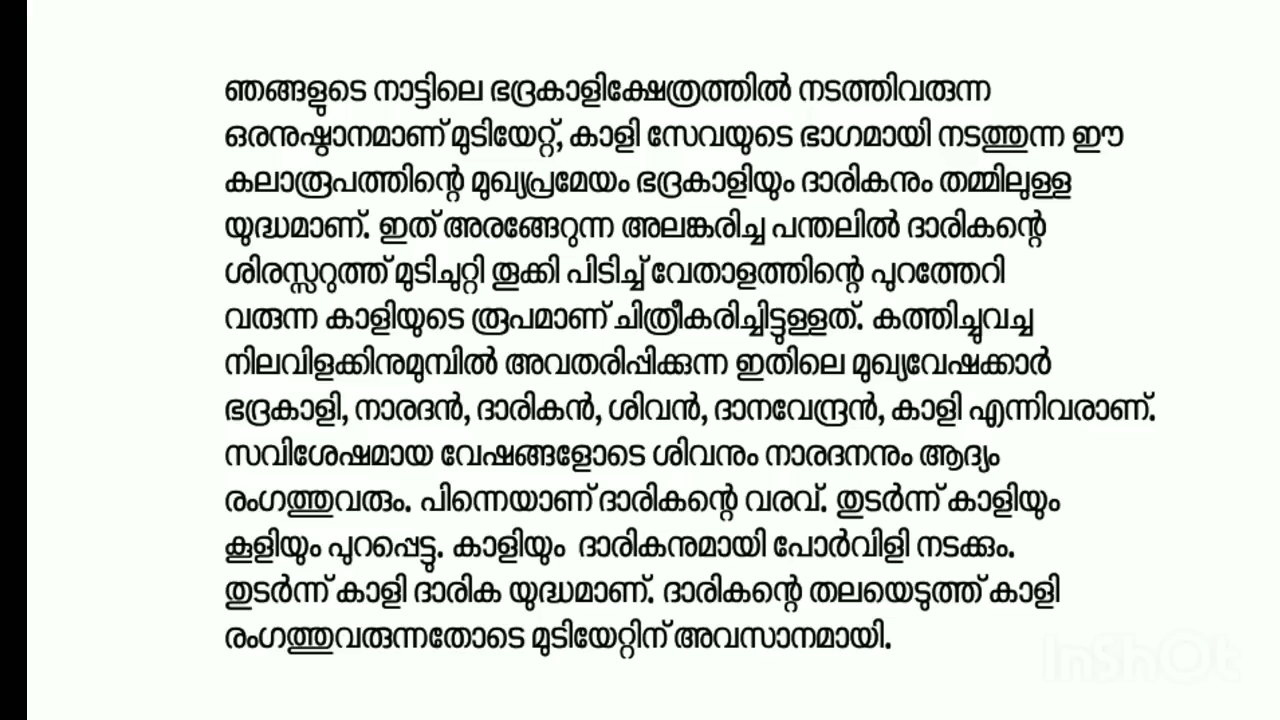 ഞങ്ങളുടെ നാട്ടിലെ ഭദ്രകാളിക്ഷേത്രത്തിൽ നടത്തിവരുന്ന
ഒരനുഷ്ഠാനമാണ് മുടിയേറ്റ്, കാളി സേവയുടെ ഭാഗമായി നടത്തുന്ന ഈ
കലാരൂപത്തിന്റെ മുഖ്യപ്രമേയം ഭദ്രകാളിയും ദാരികനും തമ്മിലുള്ള
യുദ്ധമാണ്. ഇത് അരങ്ങേറുന്ന അലങ്കരിച്ച പന്തലിൽ ദാരികന്റെ
ശിരസ്സറുത്ത് മുടിചുറ്റി തൂക്കി പിടിച്ച് വേതാളത്തിന്റെ പുറത്തേറി
വരുന്ന കാളിയുടെ രൂപമാണ് ചിത്രീകരിച്ചിട്ടുള്ളത്. കത്തിച്ചുവച്ച
നിലവിളക്കിനുമുമ്പിൽ അവതരിപ്പിക്കുന്ന ഇതിലെ മുഖ്യവേഷക്കാർ
ഭദ്രകാളി, നാരദൻ, ദാരികൻ, ശിവൻ, ദാനവേന്ദ്രൻ, കാളി എന്നിവരാണ്.
സവിശേഷമായ വേഷങ്ങളോടെ ശിവനും നാരദനനും ആദ്യം
രംഗത്തുവരും. പിന്നെയാണ് ദാരികന്റെ വരവ്. തുടർന്ന് കാളിയും
കൂളിയും പുറപ്പെട്ടു. കാളിയും ദാരികനുമായി പോർവിളി നടക്കും.
തുടർന്ന് കാളി ദാരിക യുദ്ധമാണ്. ദാരികന്റെ തലയെടുത്ത് കാളി
രംഗത്തുവരുന്നതോടെ മുടിയേറ്റിന് അവസാനമായി.
InShOt